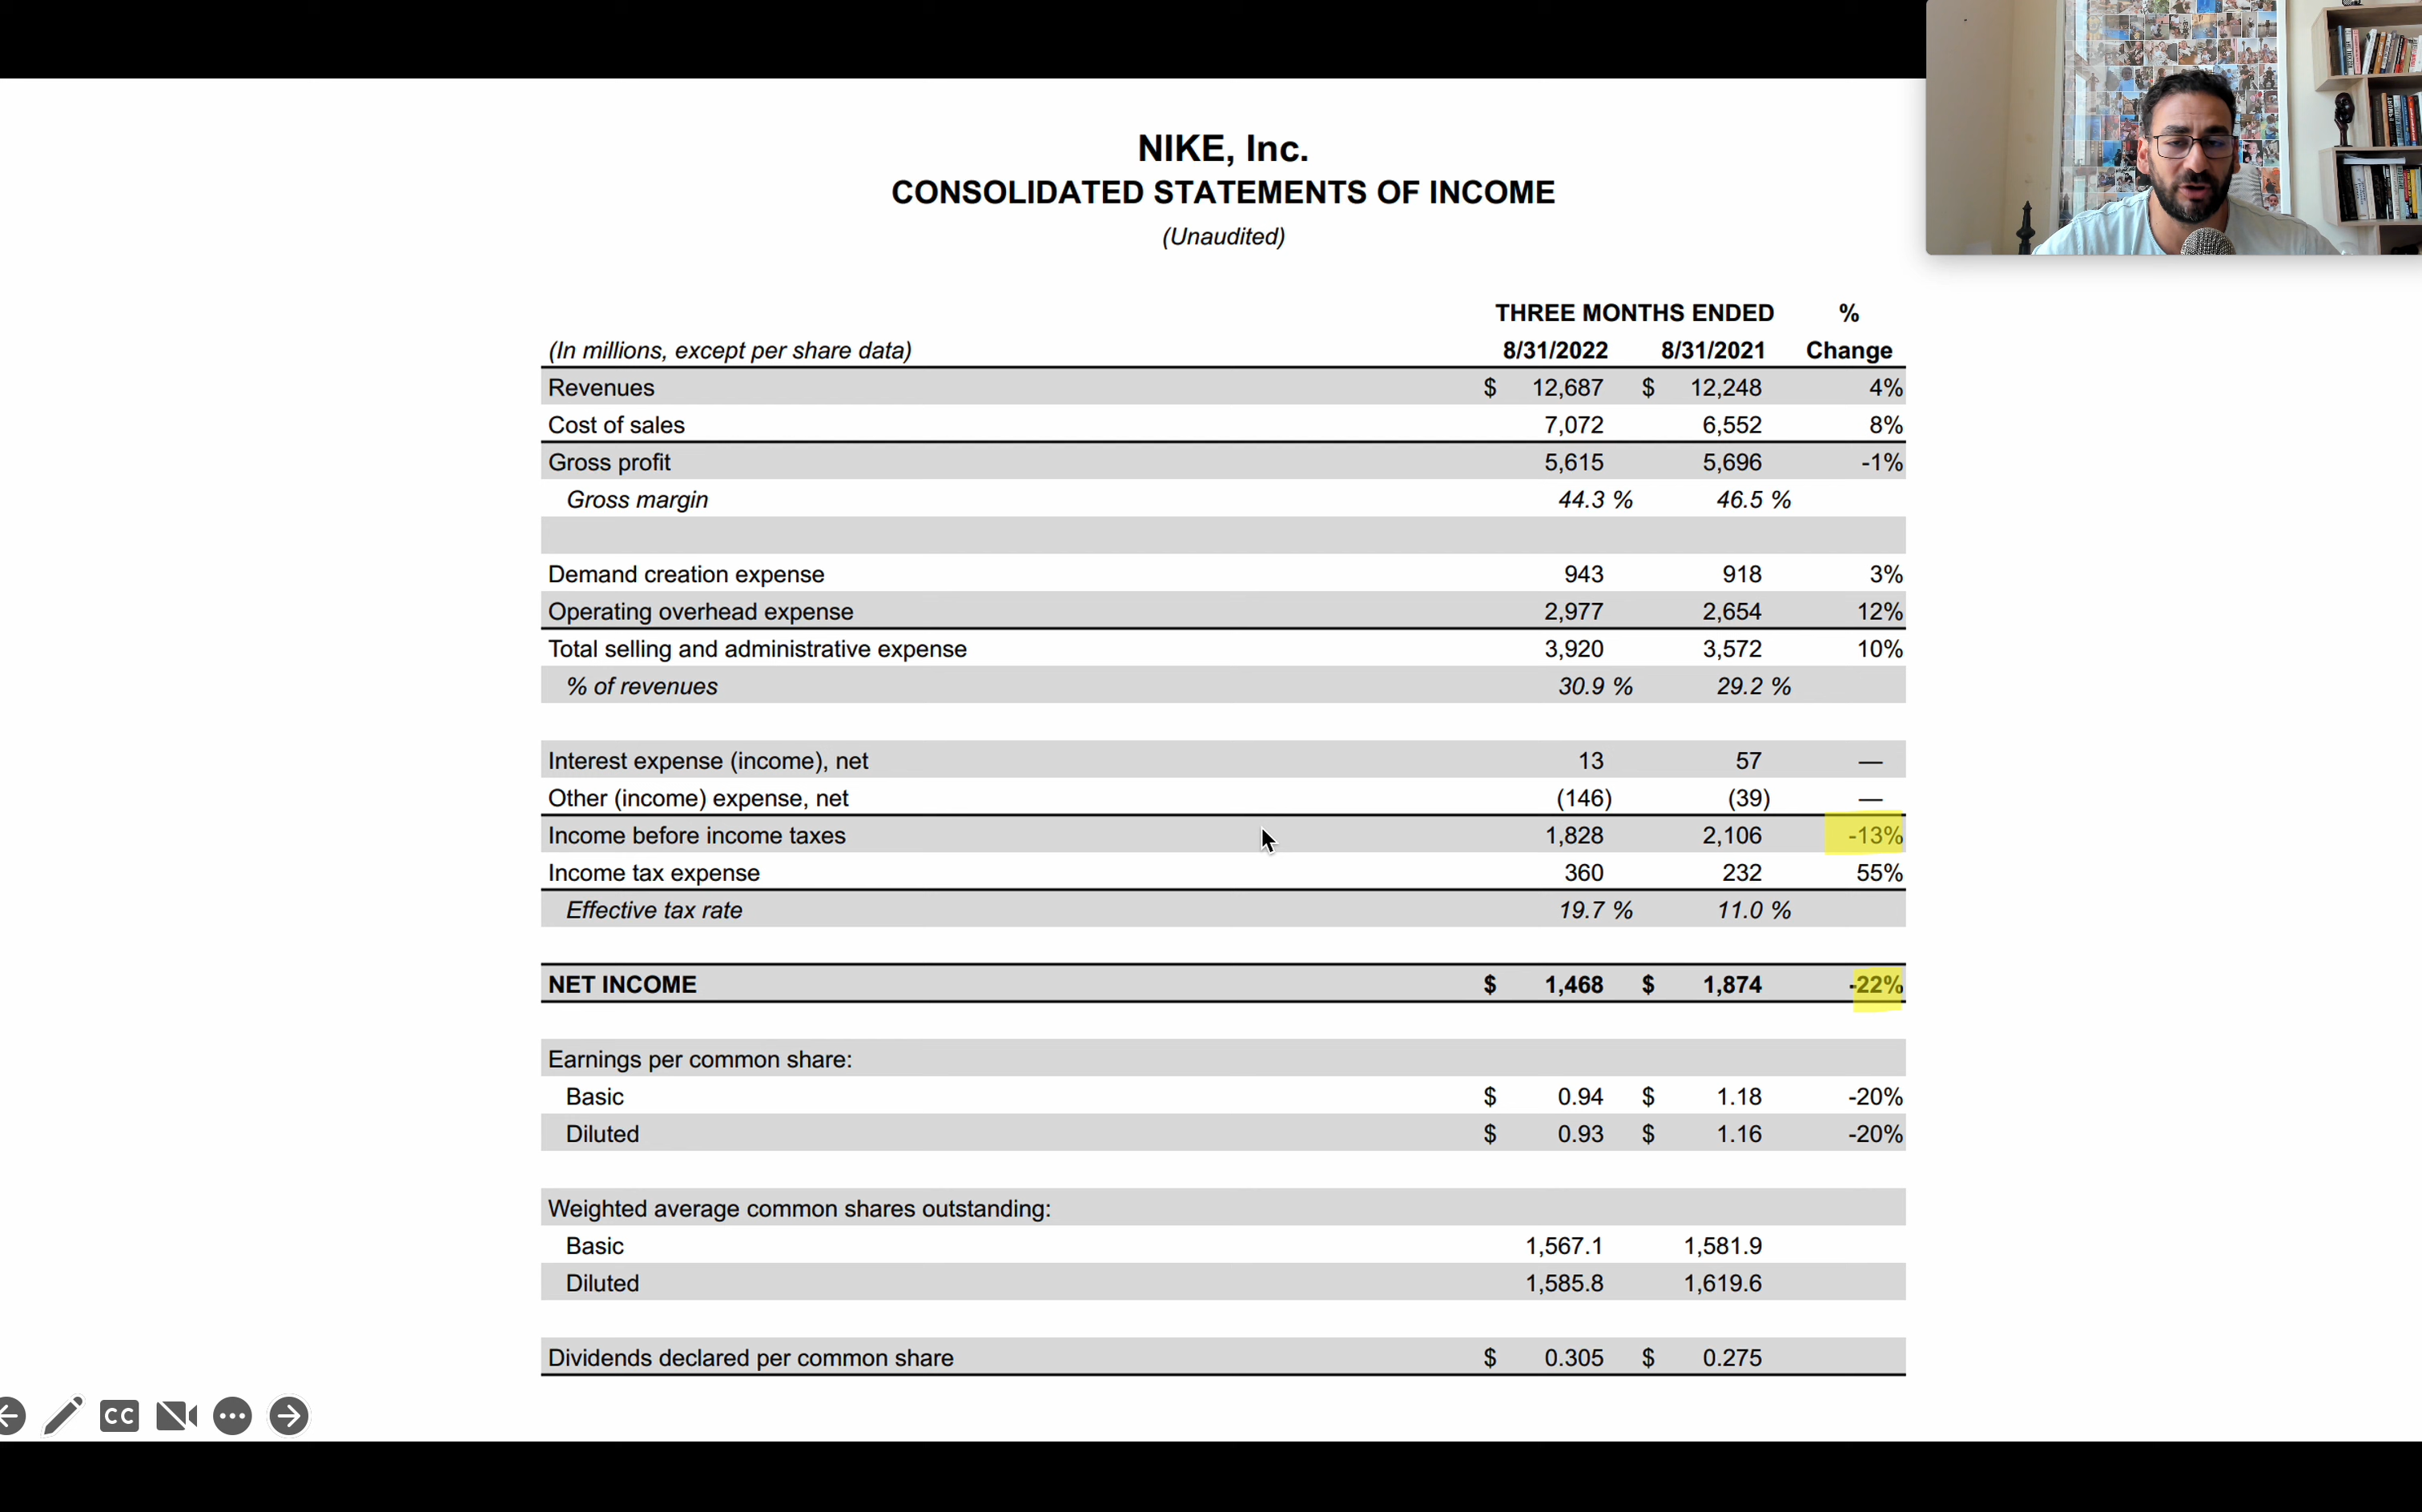 NIKE, Inc.
CONSOLIDATED STATEMENTS OF INCOME
(Unaudited)
THREE MONTHS ENDED %
(In millions, except per share data) 8/31/2022 8/31/2021 Change
Revenues $ 12,687 $ 12,248 4%
Cost of sales 7,072 6,552 8%
Gross profit 5,615 5,696 -1%
Gross margin 44.3 % 46.5 %
Demand creation expense 943 918 3%
Operating overhead expense 2,977 2,654 12%
Total selling and administrative expense 3,920 3,572 10%
% of revenues 30.9 % 29.2 %
Interest expense (income), net 13 57 —
Other (income) expense, net (146) (39) —
Income before income taxes 1,828 2,106 -13%
Income tax expense 360 232 55%
Effective tax rate 19.7 % 11.0 %
NET INCOME $ 1,468 $ 1,874 -22%
Earnings per common share:
Basic $ 0.94 $ 1.18 -20%
Diluted $ 0.93 $ 1.16 -20%
Weighted average common shares outstanding:
Basic 1,567.1 1,581.9
Diluted 1,585.8 1,619.6
Dividends declared per common share $ 0.305 $ 0.275
CC